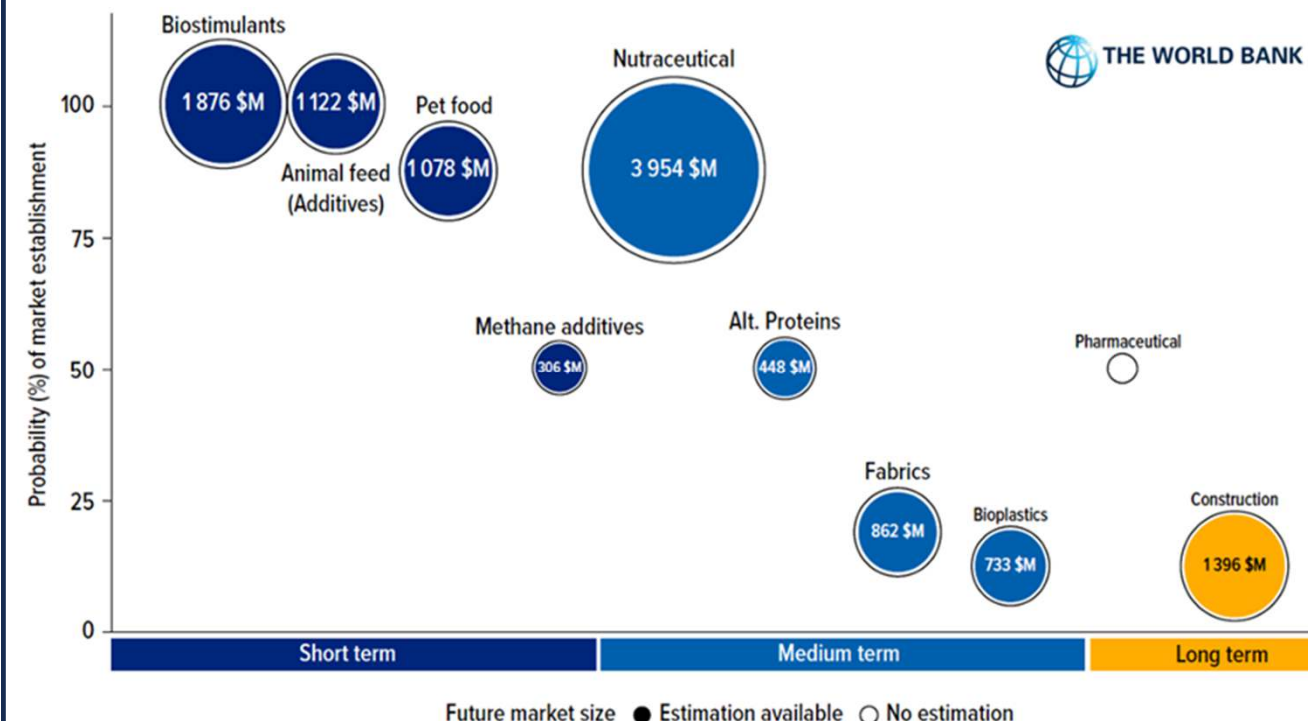 THE WORLD BANK
Probability (%) of market establishment
100
75
50
25
0
Biostimulants
1 876 $M
1 122 $M
Animal feed
(Additives)
Pet food
1 078 $M
Nutraceutical
3 954 $M
Methane additives
306 $M
Alt. Proteins
448 $M
Pharmaceutical
Fabrics
862 $M
Bioplastics
733 $M
Construction
1 396 $M
Short term
Medium term
Long term
Future market size ● Estimation available ○ No estimation